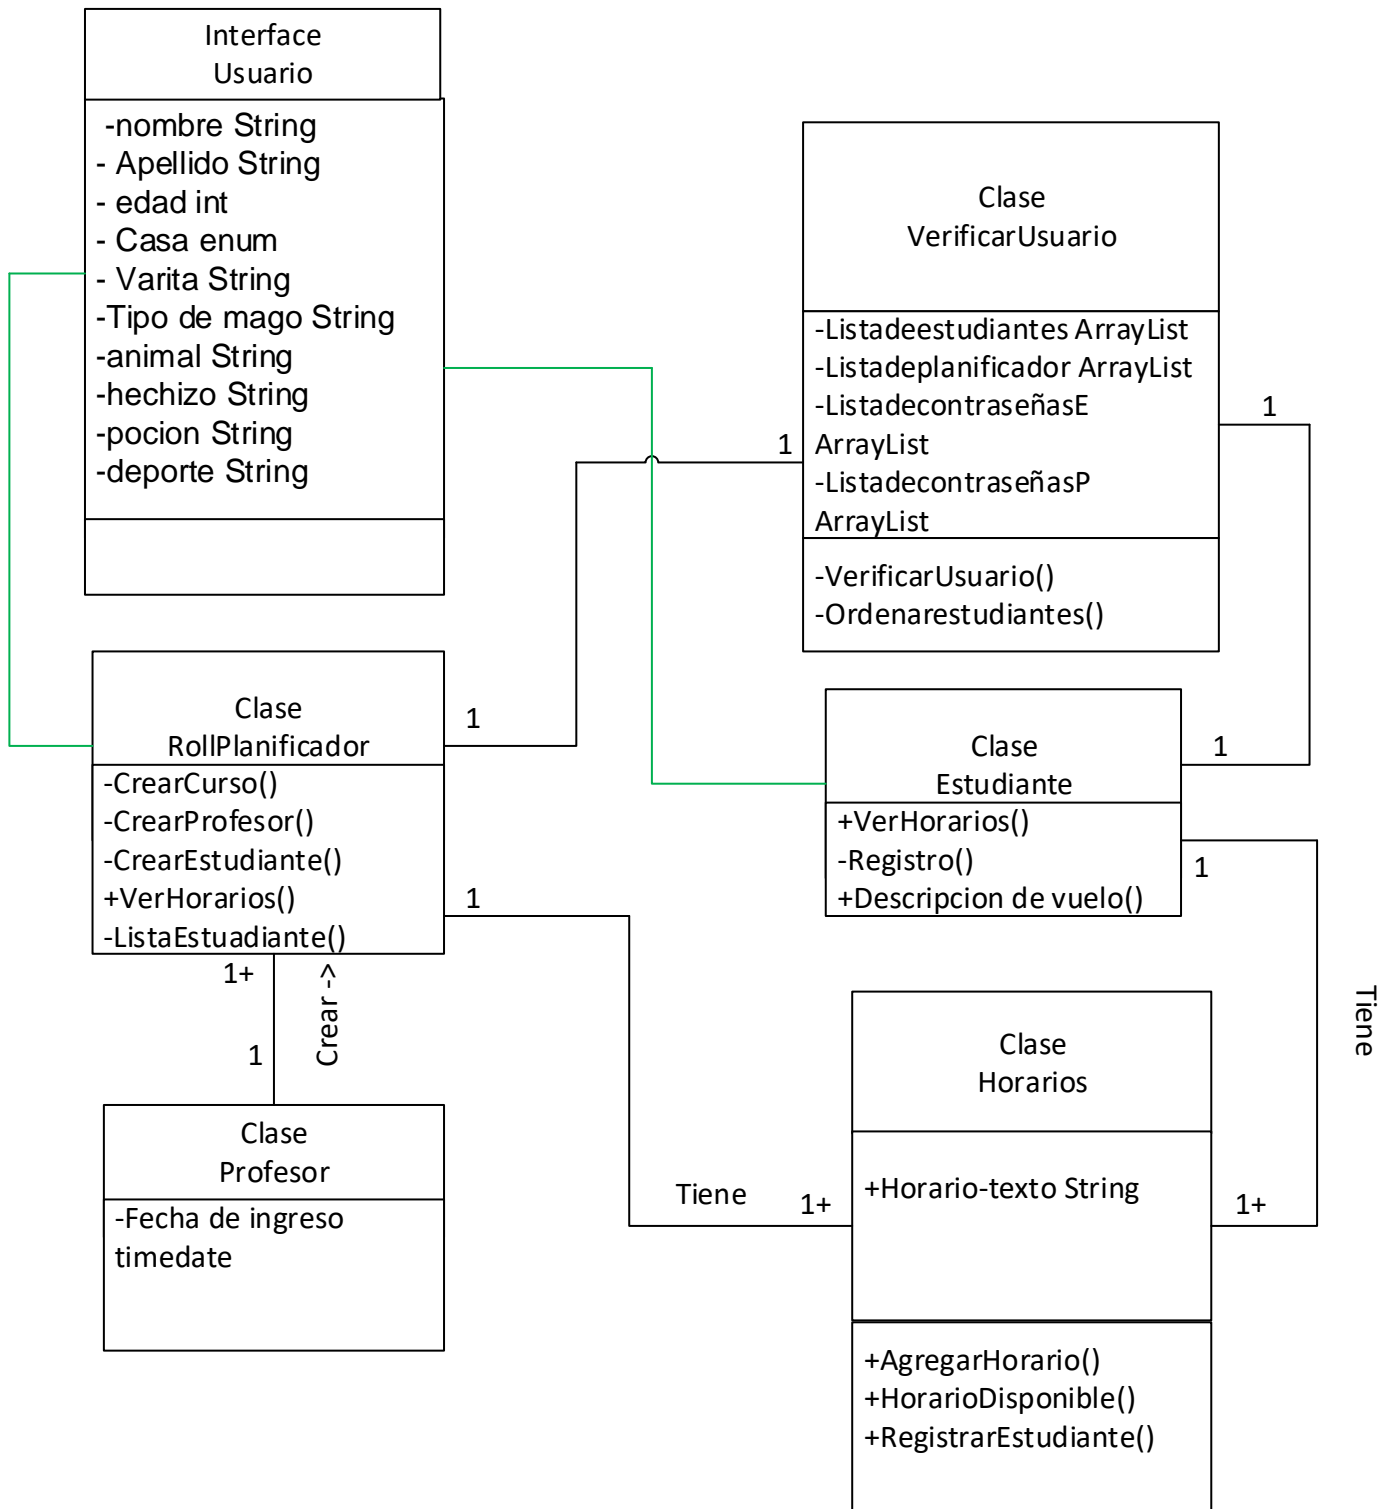 Interface
Usuario
-nombre String
- Apellido String
- edad int
- Casa enum
- Varita String
-Tipo de mago String
-animal String
-hechizo String
-pocion String
-deporte String
Clase
VerificarUsuario
-Listadeestudiantes ArrayList
-Listadeplanificador ArrayList
-ListadecontraseñasE
ArrayList
-ListadecontraseñasP
ArrayList
-VerificarUsuario()
-Ordenarestudiantes()
1
1
Clase
RollPlanificador
-CrearCurso()
-CrearProfesor()
-CrearEstudiante()
+VerHorarios()
-ListaEstuadiante()
1
1
Clase
Estudiante
+VerHorarios()
-Registro()
+Descripcion de vuelo()
1
1
1+
1
Crear ->
Clase
Profesor
-Fecha de ingreso
timedate
Clase
Horarios
+Horario-texto String
+AgregarHorario()
+HorarioDisponible()
+RegistrarEstudiante()
Tiene
1+
1+
Tiene